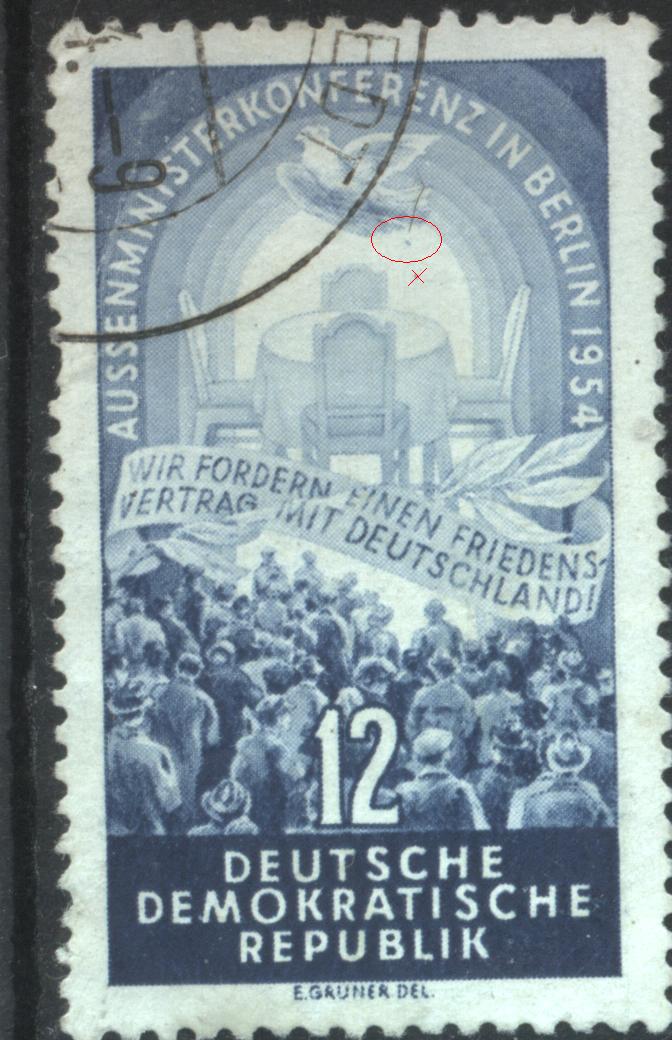 AUSSENMINISTERKONFERENZ IN BERLIN 1954
WIR FORDERN EINEN FRIEDENS-
VERTRAG MIT DEUTSCHLAND!
12
DEUTSCHE
DEMOKRATISCHE
REPUBLIK
E.GRUNER DEL.